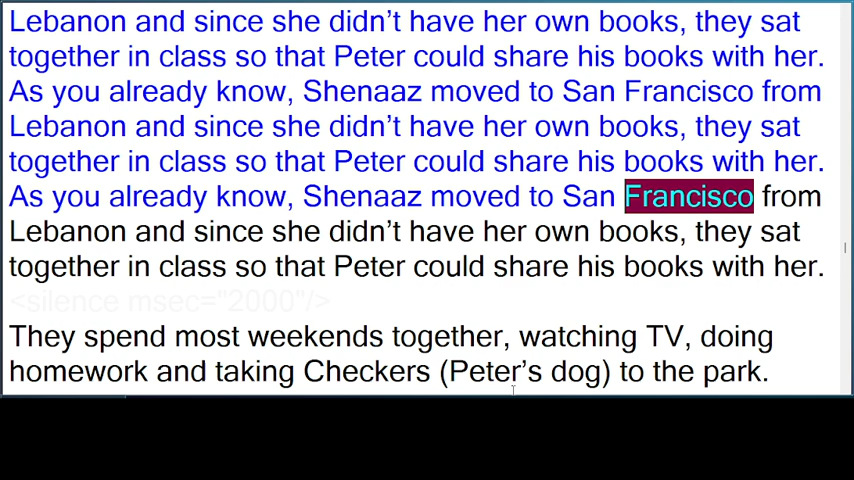 Lebanon and since she didn’t have her own books, they sat
together in class so that Peter could share his books with her.
As you already know, Shenaaz moved to San Francisco from
Lebanon and since she didn’t have her own books, they sat
together in class so that Peter could share his books with her.
As you already know, Shenaaz moved to San Francisco from
Lebanon and since she didn’t have her own books, they sat
together in class so that Peter could share his books with her.
<silence msec="2000"/>
They spend most weekends together, watching TV, doing
homework and taking Checkers (Peter’s dog) to the park.